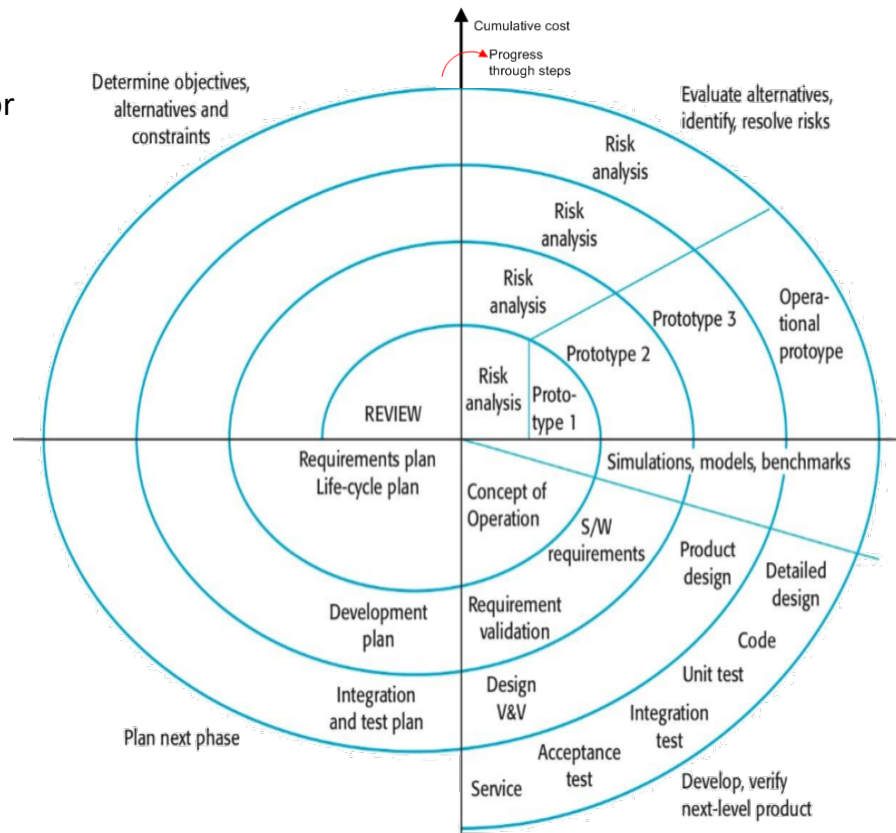 Cumulative cost
Progress
through steps
Determine objectives,
alternatives and
constraints
or
Evaluate alternatives,
identify, resolve risks
Risk
analysis
Risk
analysis
Risk
analysis
Risk
analysis
Opera-
tional
protoype
Prototype 3
Prototype 2
Proto-
type 1
REVIEW
Requirements plan
Life-cycle plan
Simulations, models, benchmarks
Concept of
Operation
S/W
requirements
Product
design
Detailed
design
Development
plan
Requirement
validation
Code
Unit test
Integration
and test plan
Design
V&V
Integration
test
Plan next phase
Acceptance
test
Service
Develop, verify
next-level product